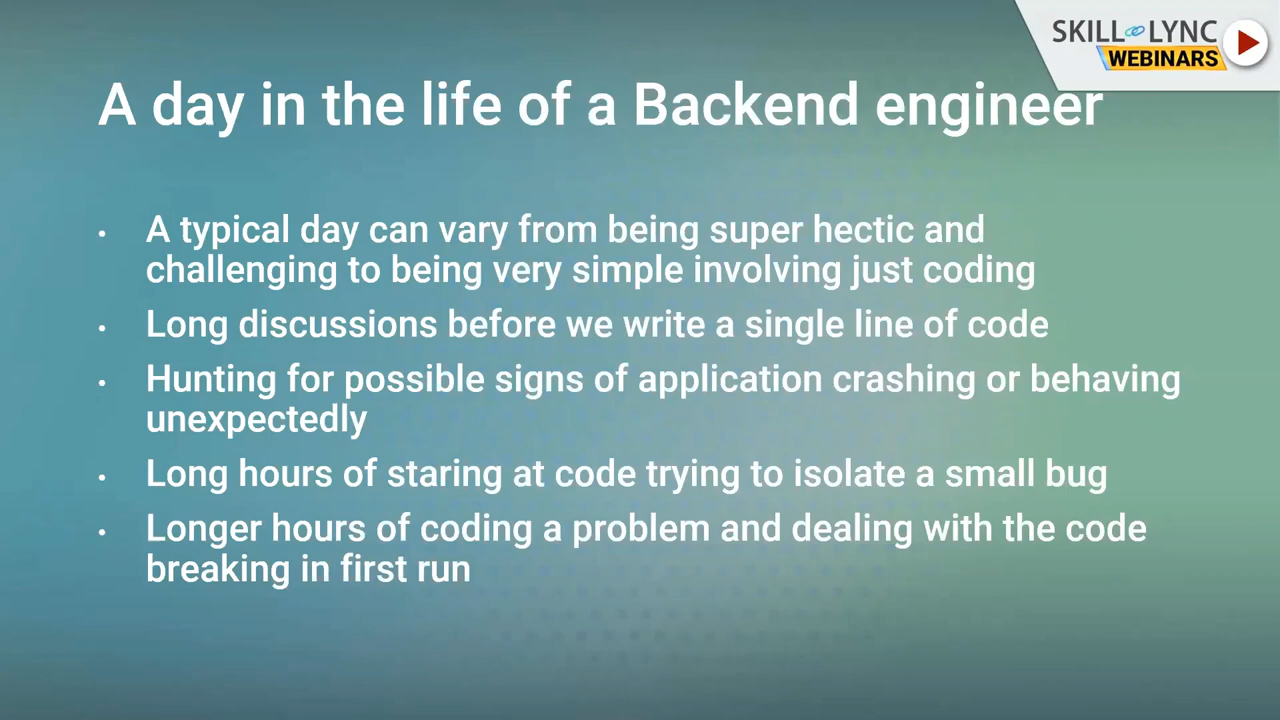 SKILL LYNC
WEBINARS
A day in the life of a Backend engineer
• A typical day can vary from being super hectic and
challenging to being very simple involving just coding
• Long discussions before we write a single line of code
• Hunting for possible signs of application crashing or behaving
unexpectedly
• Long hours of staring at code trying to isolate a small bug
• Longer hours of coding a problem and dealing with the code
breaking in first run